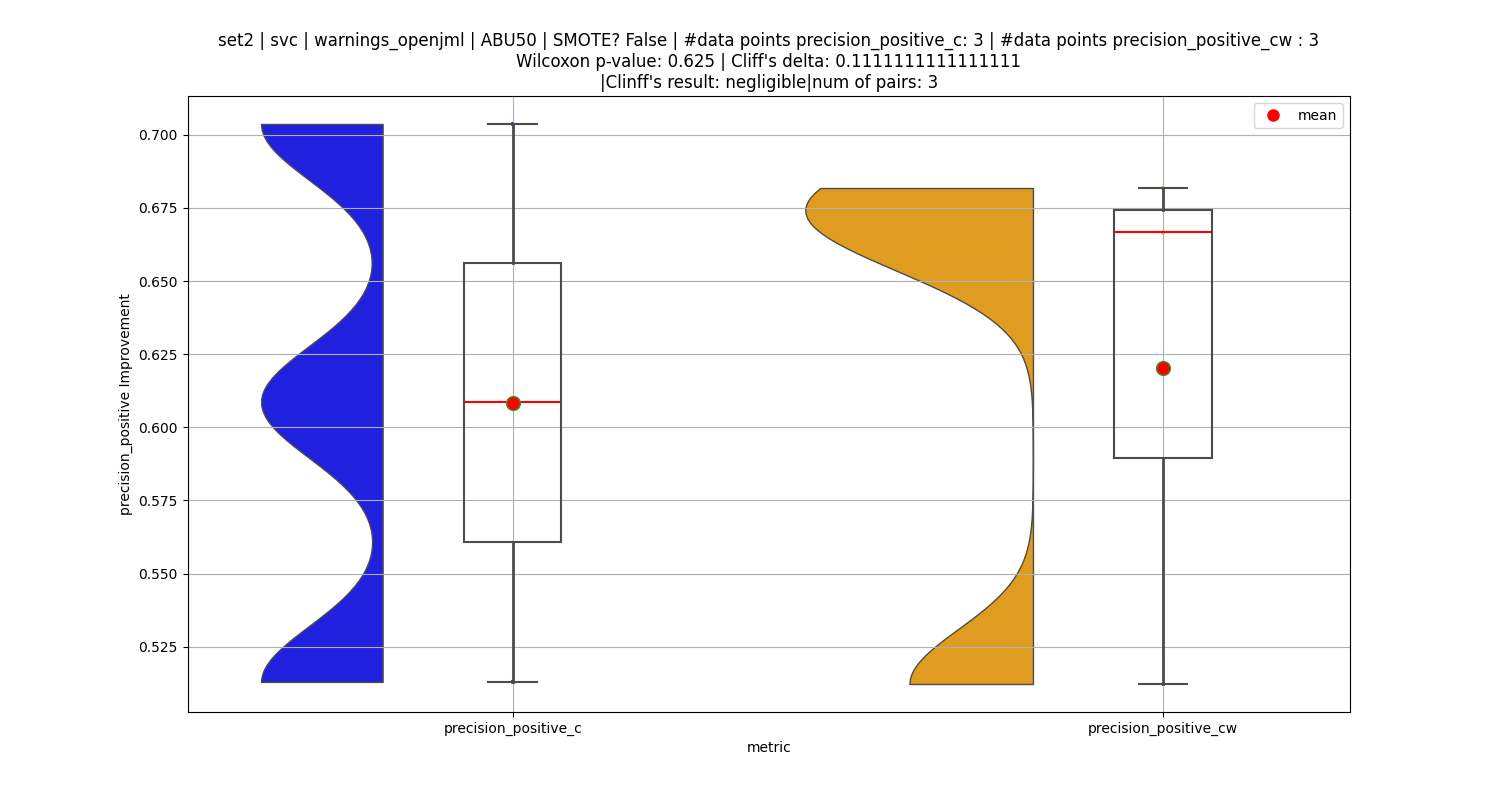 set2 | svc | warnings_openjml | ABU50 | SMOTE? False | #data points precision_positive_c: 3 | #data points precision_positive_cw : 3
Wilcoxon p-value: 0.625 | Cliff's delta: 0.1111111111111111
|Clinff's result: negligible|num of pairs: 3
mean
0.700
0.675
0.650
0.625
0.600
0.575
0.550
0.525
precision_positive Improvement
precision_positive_c
precision_positive_cw
metric